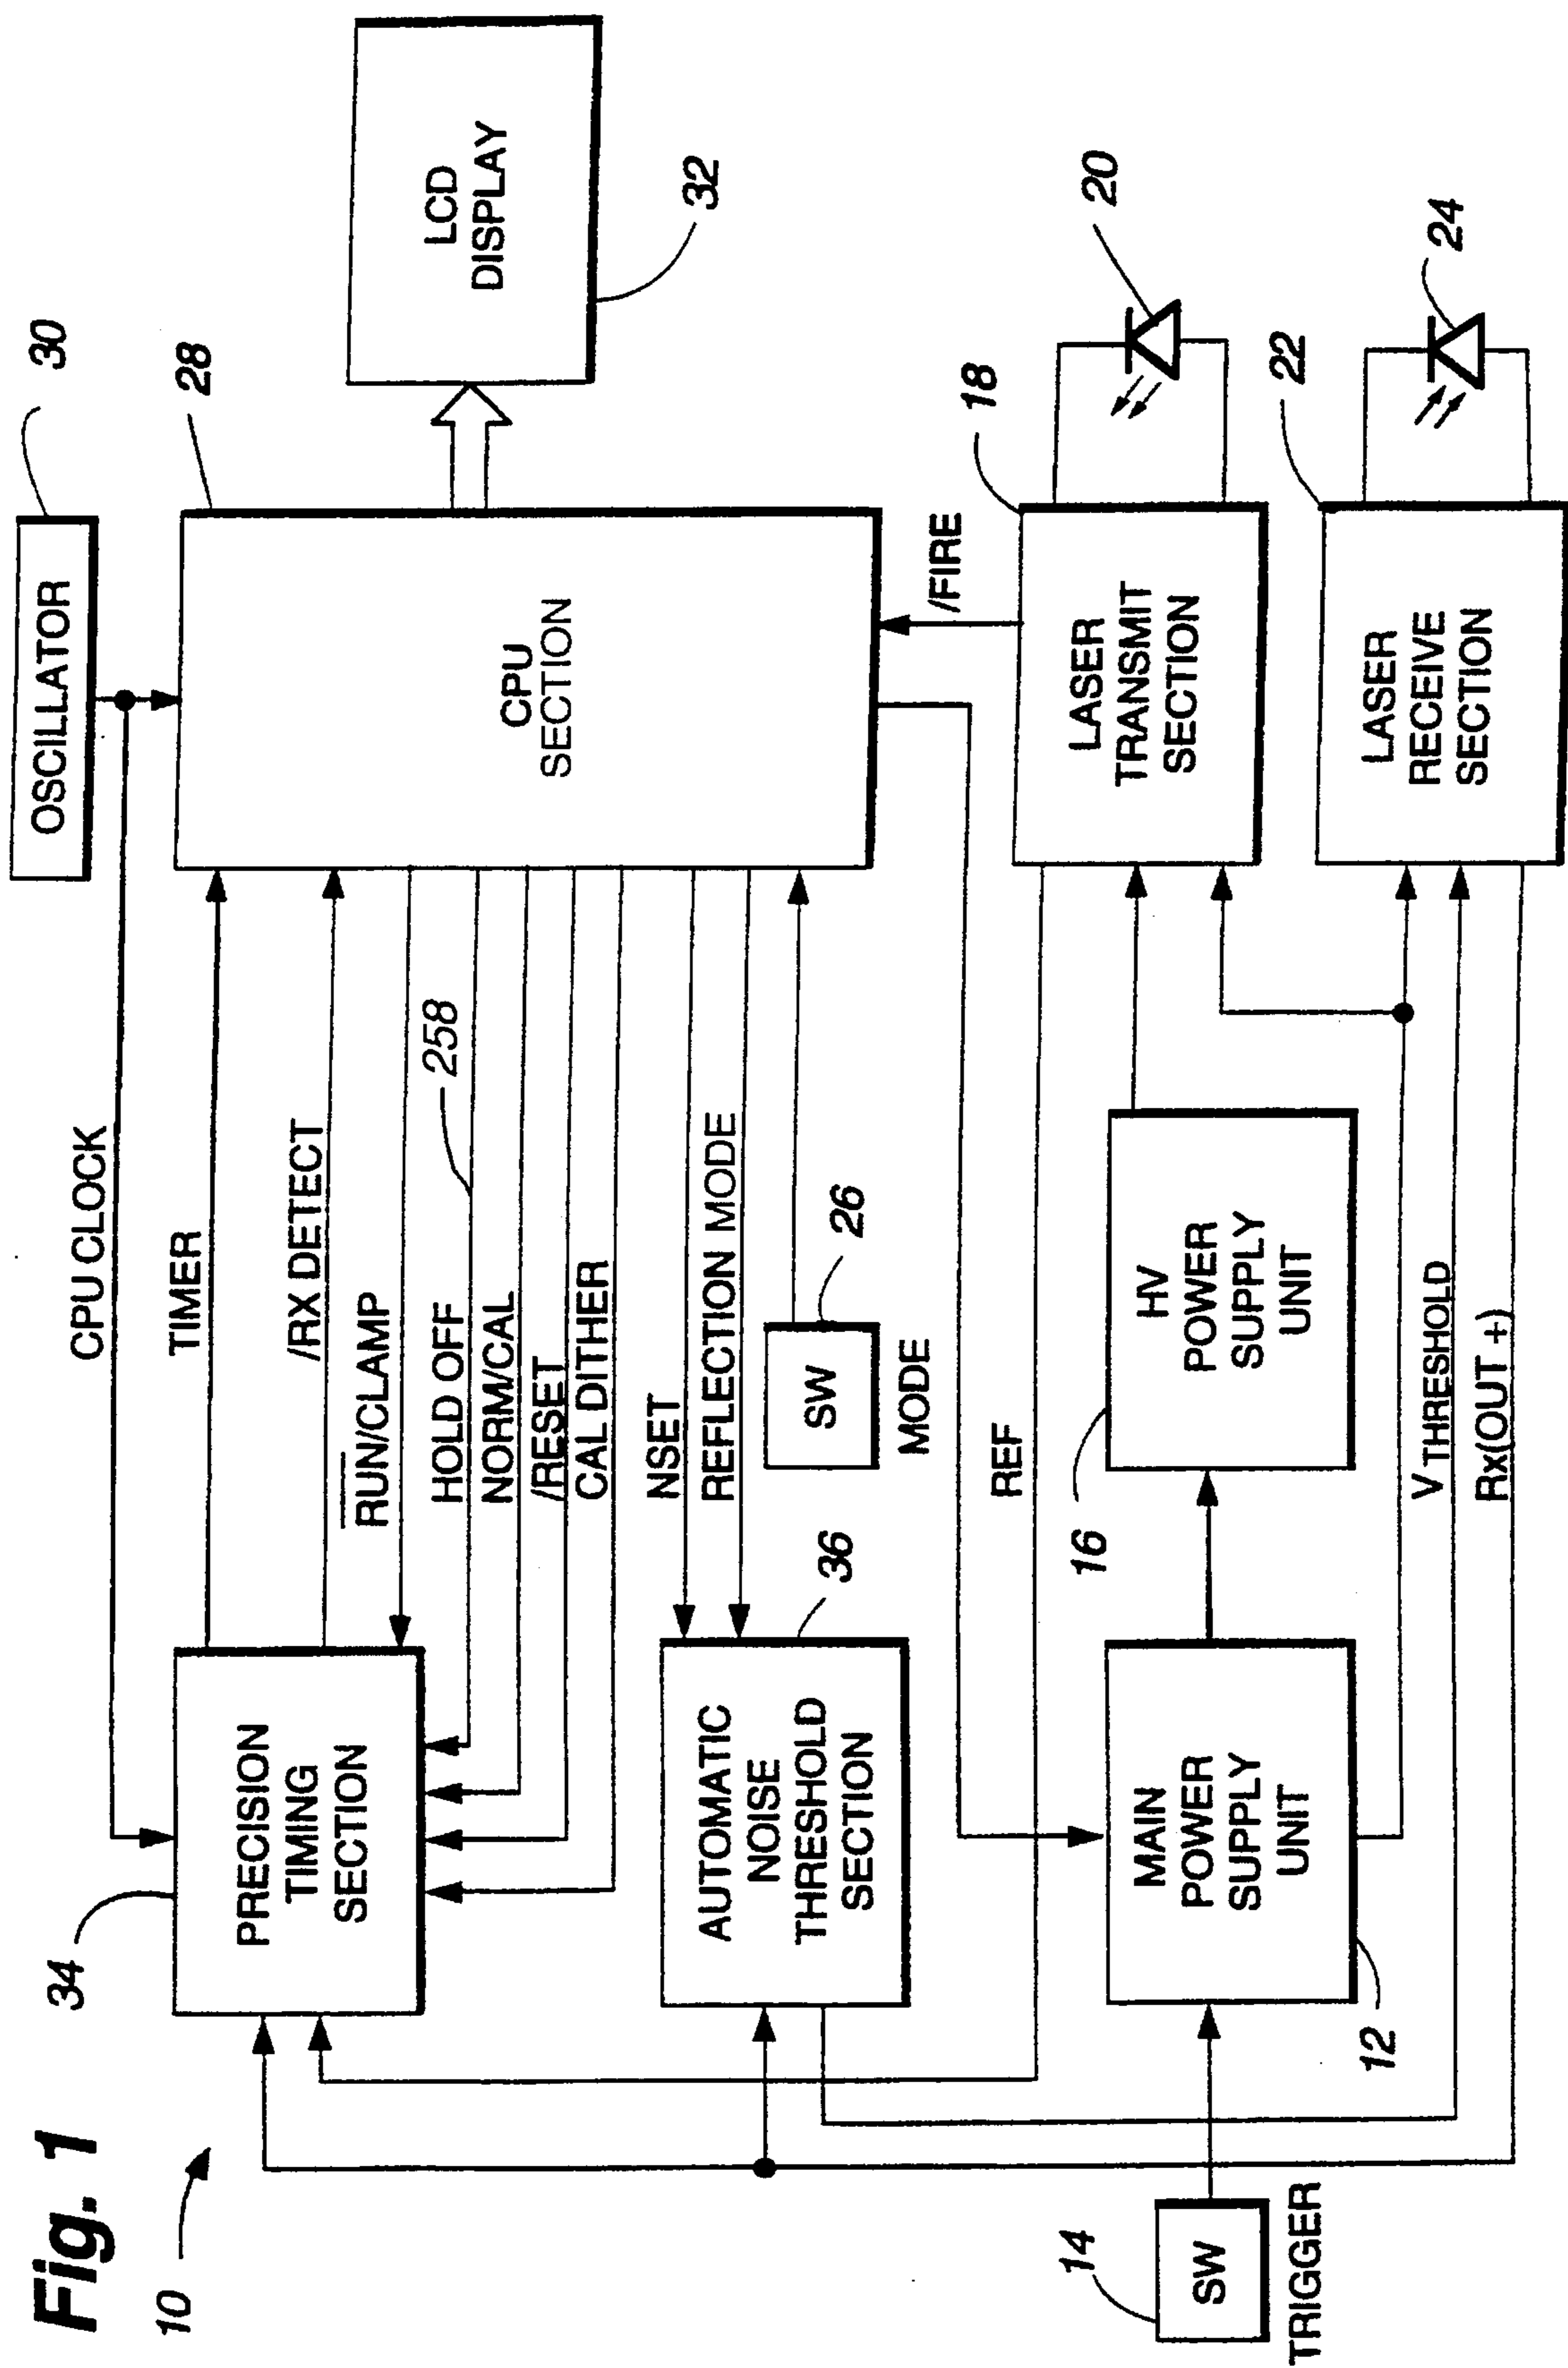 Fig. 1
10
34
PRECISION
TIMING
SECTION
CPU CLOCK
TIMER
/RX DETECT
RUN/CLAMP
HOLD OFF
258
NORM/CAL
/RESET
CAL DITHER
OSCILLATOR
30
28
CPU
SECTION
LCD
DISPLAY
32
NSET
REFLECTION MODE
36
AUTOMATIC
NOISE
THRESHOLD
SECTION
SW
26
MODE
/FIRE
REF
14
SW
TRIGGER
MAIN
POWER
SUPPLY
UNIT
12
16
HV
POWER
SUPPLY
UNIT
18
LASER
TRANSMIT
SECTION
20
V THRESHOLD
Rx(OUT +)
22
LASER
RECEIVE
SECTION
24